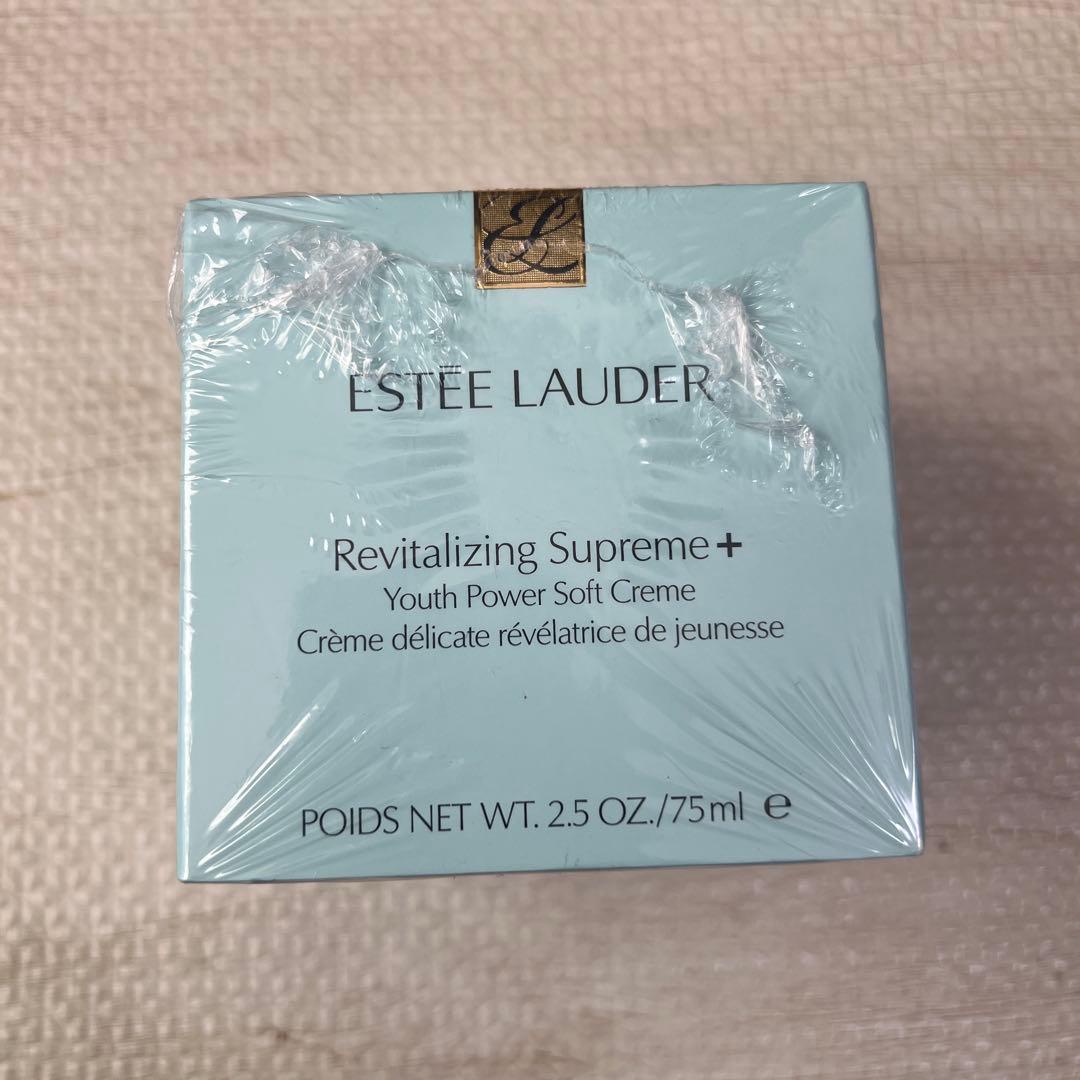 EL
ESTĒE LAUDER
Revitalizing Supreme+
Youth Power Soft Creme
Crème délicate révélatrice de jeunesse
POIDS NET WT. 2.5 OZ./75ml ℮